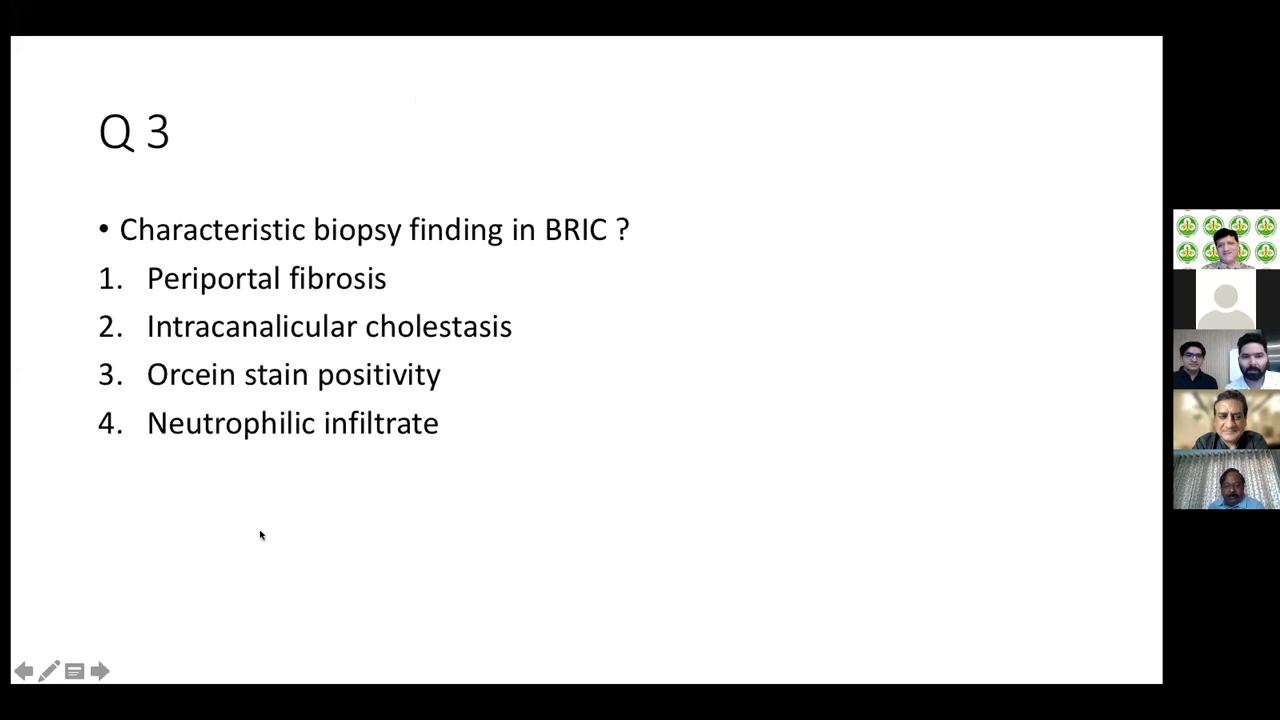 Q 3
• Characteristic biopsy finding in BRIC ?
1. Periportal fibrosis
2. Intracanalicular cholestasis
3. Orcein stain positivity
4. Neutrophilic infiltrate